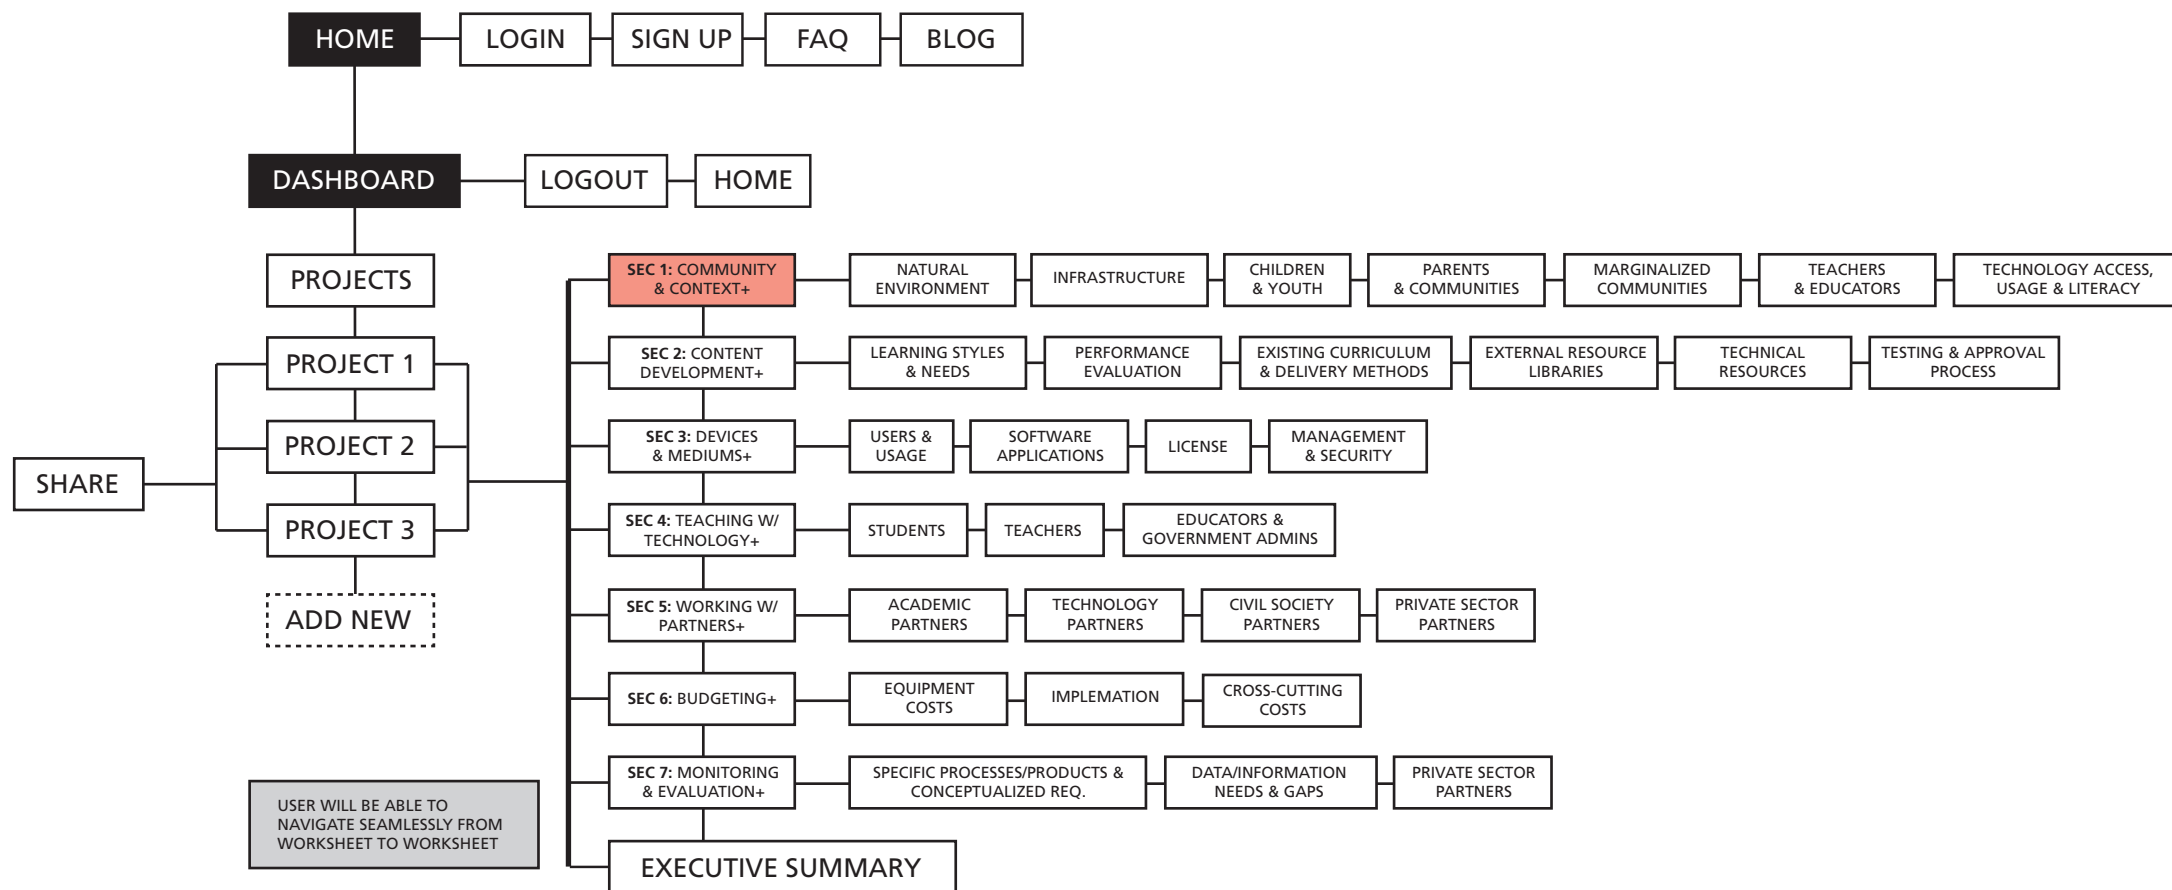 HOME
LOGIN
SIGN UP
FAQ
BLOG
DASHBOARD
LOGOUT
HOME
PROJECTS
PROJECT 1
PROJECT 2
PROJECT 3
ADD NEW
SHARE
SEC 1: COMMUNITY
& CONTEXT+
NATURAL
ENVIRONMENT
INFRASTRUCTURE
CHILDREN
& YOUTH
PARENTS
& COMMUNITIES
MARGINALIZED
COMMUNITIES
TEACHERS
& EDUCATORS
TECHNOLOGY ACCESS,
USAGE & LITERACY
SEC 2: CONTENT
DEVELOPMENT+
LEARNING STYLES
& NEEDS
PERFORMANCE
EVALUATION
EXISTING CURRICULUM
& DELIVERY METHODS
EXTERNAL RESOURCE
LIBRARIES
TECHNICAL
RESOURCES
TESTING & APPROVAL
PROCESS
SEC 3: DEVICES
& MEDIUMS+
USERS &
USAGE
SOFTWARE
APPLICATIONS
LICENSE
MANAGEMENT
& SECURITY
SEC 4: TEACHING W/
TECHNOLOGY+
STUDENTS
TEACHERS
EDUCATORS &
GOVERNMENT ADMINS
SEC 5: WORKING W/
PARTNERS+
ACADEMIC
PARTNERS
TECHNOLOGY
PARTNERS
CIVIL SOCIETY
PARTNERS
PRIVATE SECTOR
PARTNERS
SEC 6: BUDGETING+
EQUIPMENT
COSTS
IMPLEMATION
CROSS-CUTTING
COSTS
SEC 7: MONITORING
& EVALUATION+
SPECIFIC PROCESSES/PRODUCTS &
CONCEPTUALIZED REQ.
DATA/INFORMATION
NEEDS & GAPS
PRIVATE SECTOR
PARTNERS
EXECUTIVE SUMMARY
USER WILL BE ABLE TO
NAVIGATE SEAMLESSLY FROM
WORKSHEET TO WORKSHEET